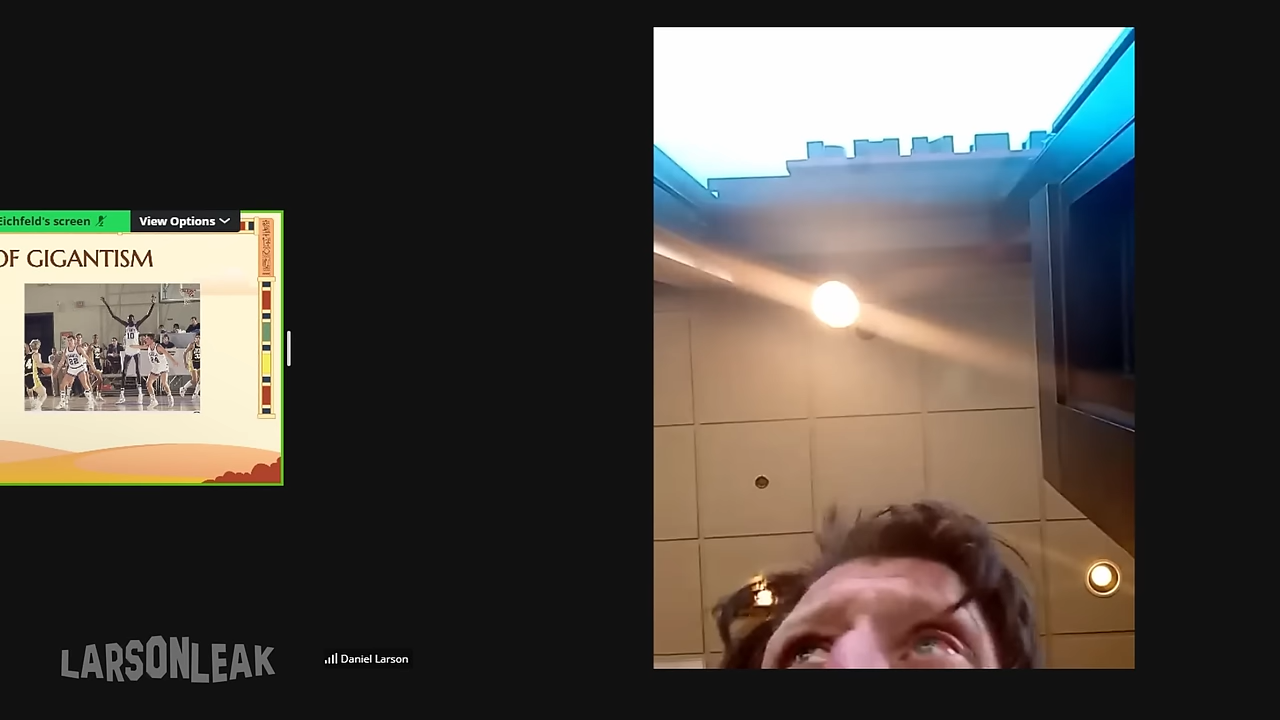 Eichfeld's screen
View Options
OF GIGANTISM
LARSONLEAK
Daniel Larson